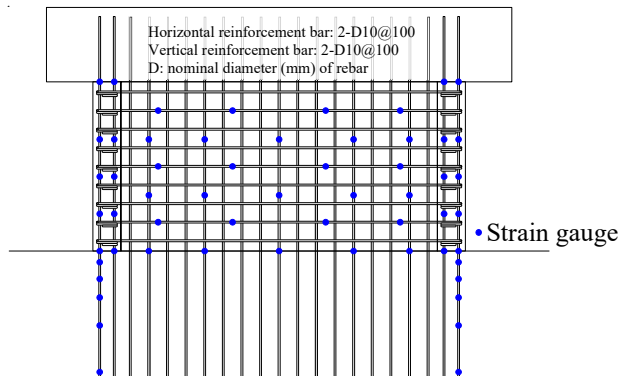 Horizontal reinforcement bar: 2-D10@100
Vertical reinforcement bar: 2-D10@100
D: nominal diameter (mm) of rebar
Strain gauge